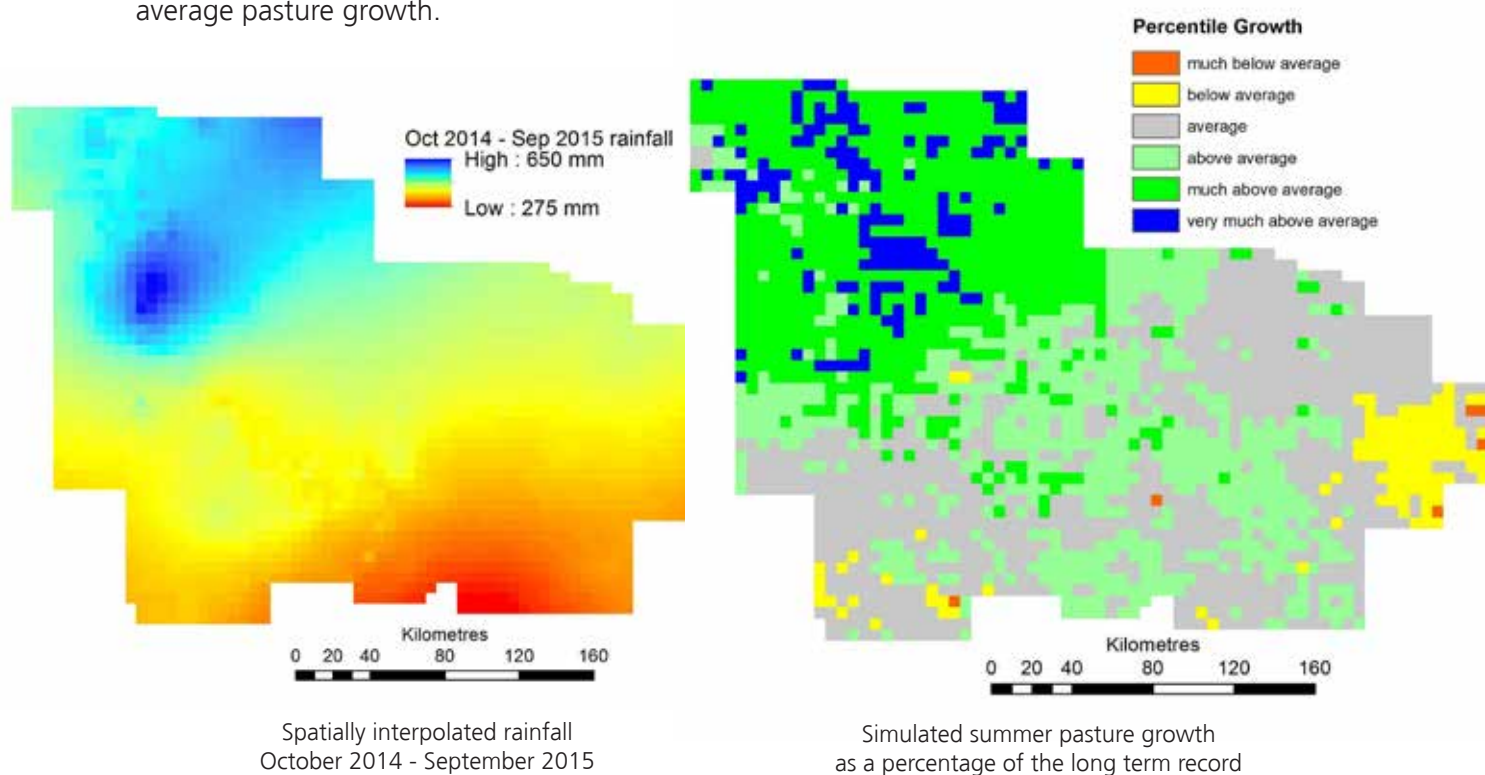 average pasture growth.
Oct 2014 - Sep 2015 rainfall
High : 650 mm
Low : 275 mm
Kilometres
0 20 40 80 120 160
Spatially interpolated rainfall
October 2014 - September 2015
Percentile Growth
much below average
below average
average
above average
much above average
very much above average
Kilometres
0 20 40 80 120 160
Simulated summer pasture growth
as a percentage of the long term record